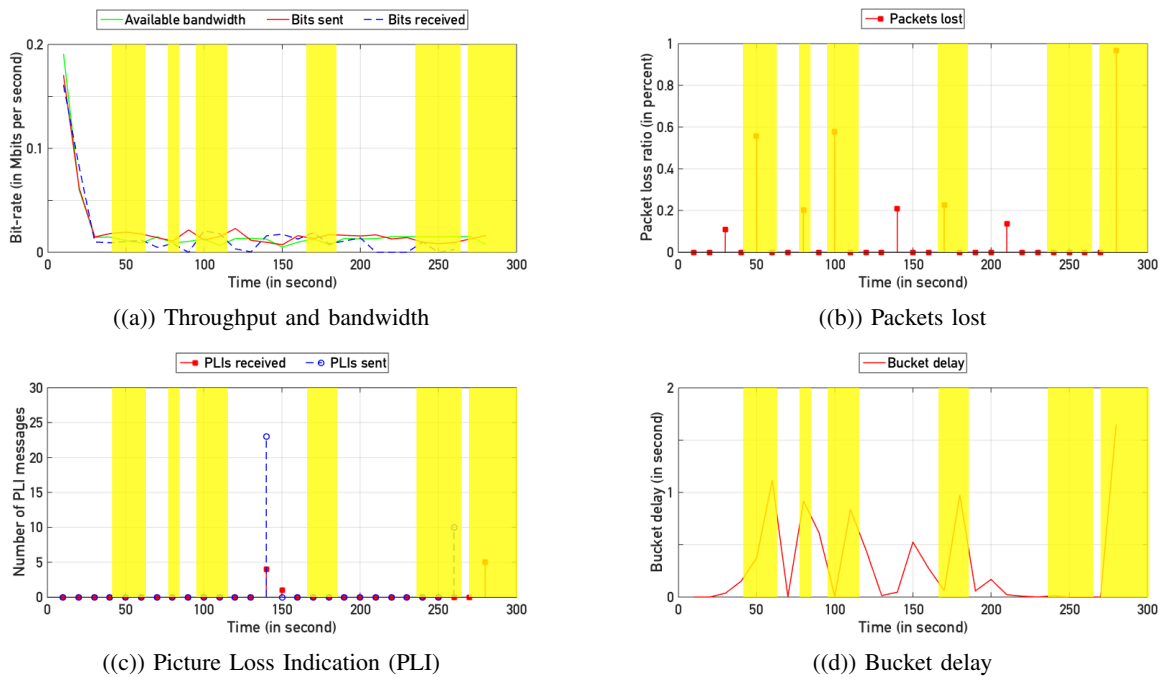 Available bandwidth Bits sent Bits received
Bit-rate (in Mbits per second)
0.2
0.1
0
50 100 150 200 250 300
Time (in second)
((a)) Throughput and bandwidth
Packets lost
Packet loss ratio (in percent)
1
0.8
0.6
0.4
0.2
0
0 50 100 150 200 250 300
Time (in second)
((b)) Packets lost
PLIs received PLIs sent
Number of PLI messages
30
25
20
15
10
5
0
0 50 100 150 200 250 300
Time (in second)
((c)) Picture Loss Indication (PLI)
Bucket delay
Bucket delay (in second)
2
1
0
0 50 100 150 200 250 300
Time (in second)
((d)) Bucket delay